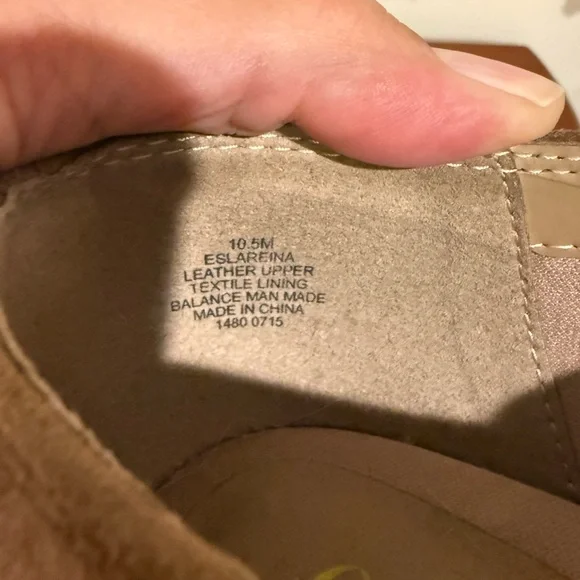 10.5M
ESLAREINA
LEATHER UPPER
TEXTILE LINING
BALANCE MAN MADE
MADE IN CHINA
1480 0715